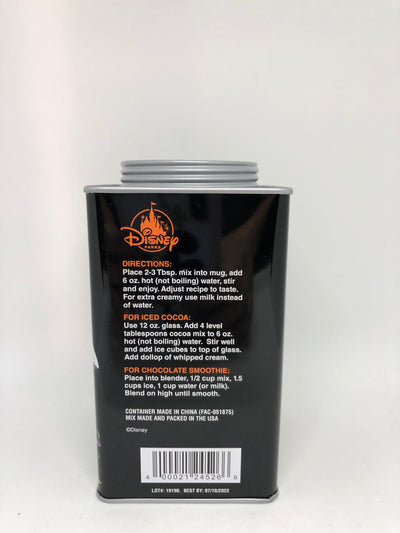 Disney
PARKS
DIRECTIONS:
Place 2-3 Tbsp. mix into mug, add
6 oz. hot (not boiling) water, stir
and enjoy. Adjust recipe to taste.
For extra creamy use milk instead
of water.
FOR ICED COCOA:
Use 12 oz. glass. Add 4 level
tablespoons cocoa mix to 6 oz.
hot (not boiling) water. Stir well
and add ice cubes to top of glass.
Add dollop of whipped cream.
FOR CHOCOLATE SMOOTHIE:
Place into blender, 1/2 cup mix, 1.5
cups ice, 1 cup water (or milk).
Blend on high until smooth.
CONTAINER MADE IN CHINA (FAC-051875)
MIX MADE AND PACKED IN THE USA
©Disney
4 00021 24526 6
LOT#: 19190. BEST BY: 07/10/2022